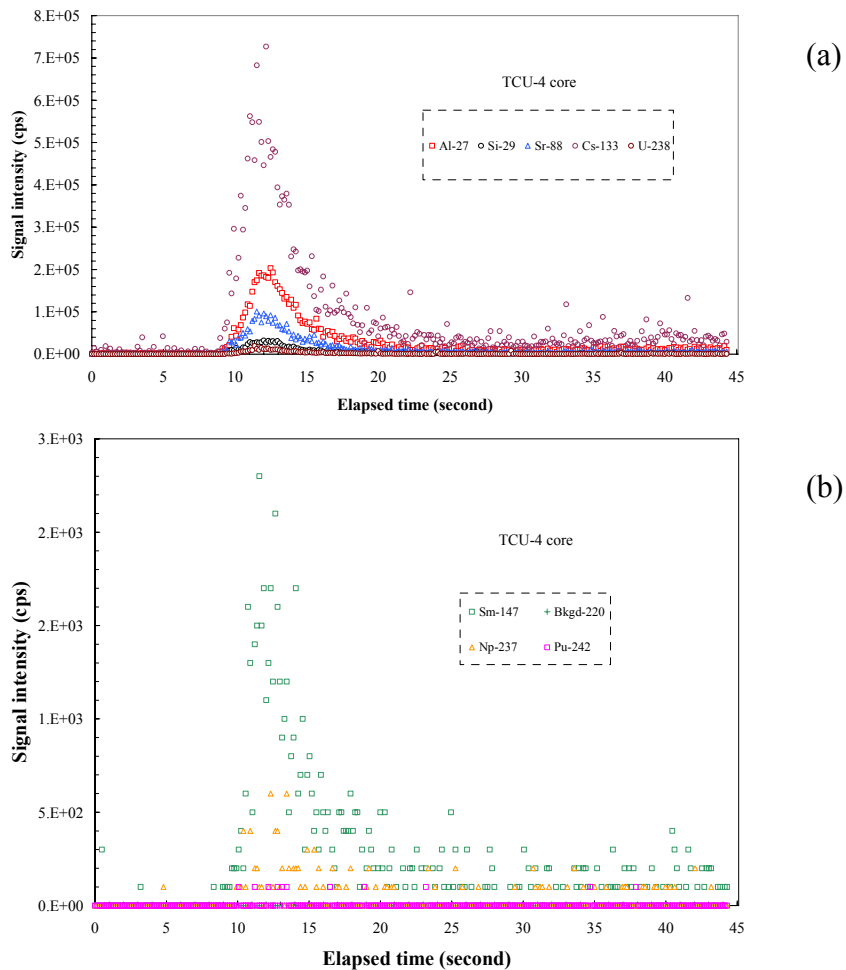 8.E+05
7.E+05
6.E+05
5.E+05
4.E+05
3.E+05
2.E+05
1.E+05
0.E+00
Signal intensity (cps)
TCU-4 core
Al-27 Si-29 Sr-88 Cs-133 U-238
0 5 10 15 20 25 30 35 40 45
Elapsed time (second)
(a)
3.E+03
2.E+03
2.E+03
1.E+03
5.E+02
0.E+00
Signal intensity (cps)
TCU-4 core
Sm-147 Bkgd-220
Np-237 Pu-242
0 5 10 15 20 25 30 35 40 45
Elapsed time (second)
(b)